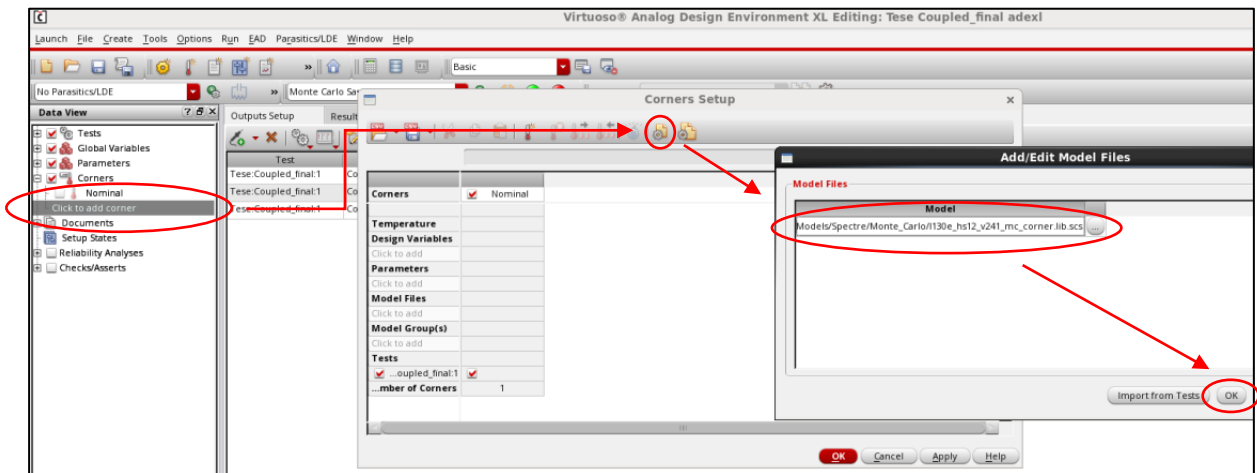 Virtuoso® Analog Design Environment XL Editing: Tese Coupled_final adexl
Launch File Create Tools Options Run EAD Parasitics/LDE Window Help
Basic
No Parasitics/LDE
Monte Carlo Sa
Data View
Tests
Global Variables
Parameters
Corners
Nominal
Click to add corner
Documents
Setup States
Reliability Analyses
Checks/Asserts
Outputs Setup
Result
Test
Tese:Coupled_final:1 Co
Tese:Coupled_final:1 Co
Tese:Coupled_final:1 Co
Corners Setup
Corners Nominal
Temperature
Design Variables
Click to add
Parameters
Click to add
Model Files
Click to add
Model Group(s)
Click to add
Tests
...oupled_final:1
...mber of Corners 1
OK Cancel Apply Help
Add/Edit Model Files
Model Files
Model
Models/Spectre/Monte_Carlo/l130e_hs12_v241_mc_corner.lib.scs ...
Import from Tests OK